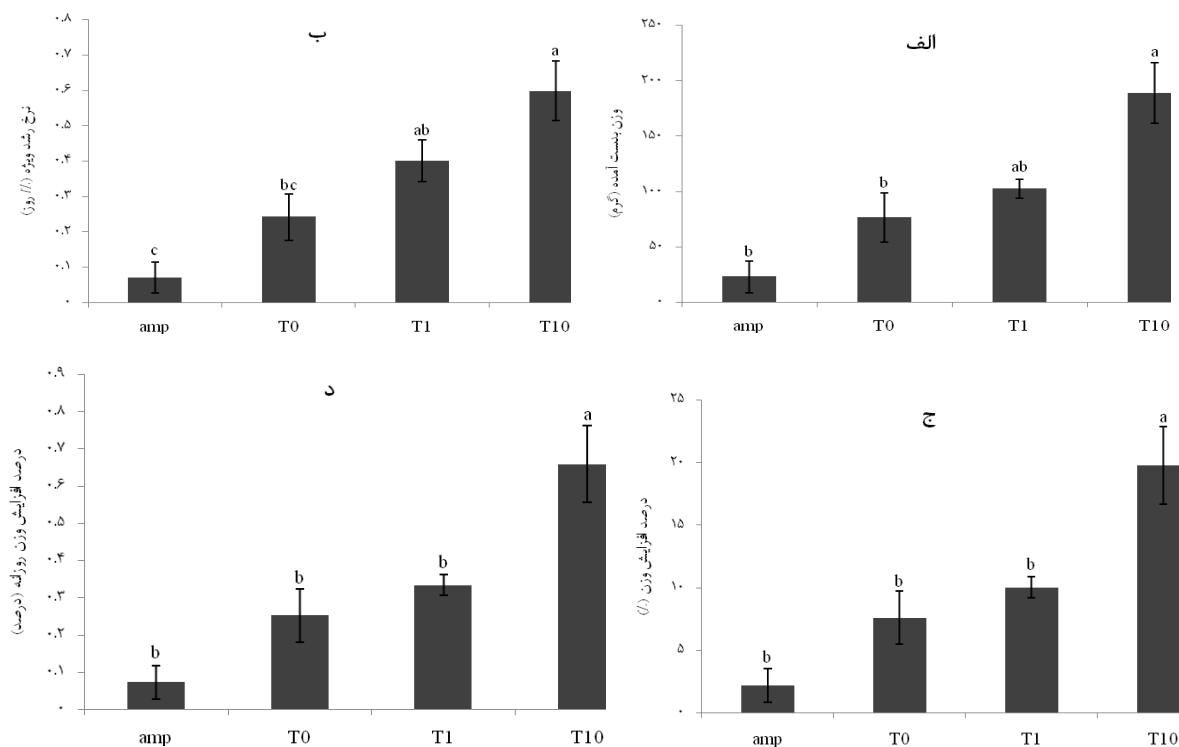 الف
وزن بدست آمده (گرم)
۲۵۰
۲۰۰
۱۵۰
۱۰۰
۵۰
۰
b
b
ab
a
amp T0 T1 T10
ب
نرخ رشد ویژه (٪/ روز)
۰.۸
۰.۷
۰.۶
۰.۵
۰.۴
۰.۳
۰.۲
۰.۱
۰
c
bc
ab
a
amp T0 T1 T10
ج
درصد افزایش وزن (٪)
۲۵
۲۰
۱۵
۱۰
۵
۰
b
b
b
a
amp T0 T1 T10
د
درصد افزایش وزن روزانه (درصد)
۰.۹
۰.۸
۰.۷
۰.۶
۰.۵
۰.۴
۰.۳
۰.۲
۰.۱
۰
b
b
b
a
amp T0 T1 T10